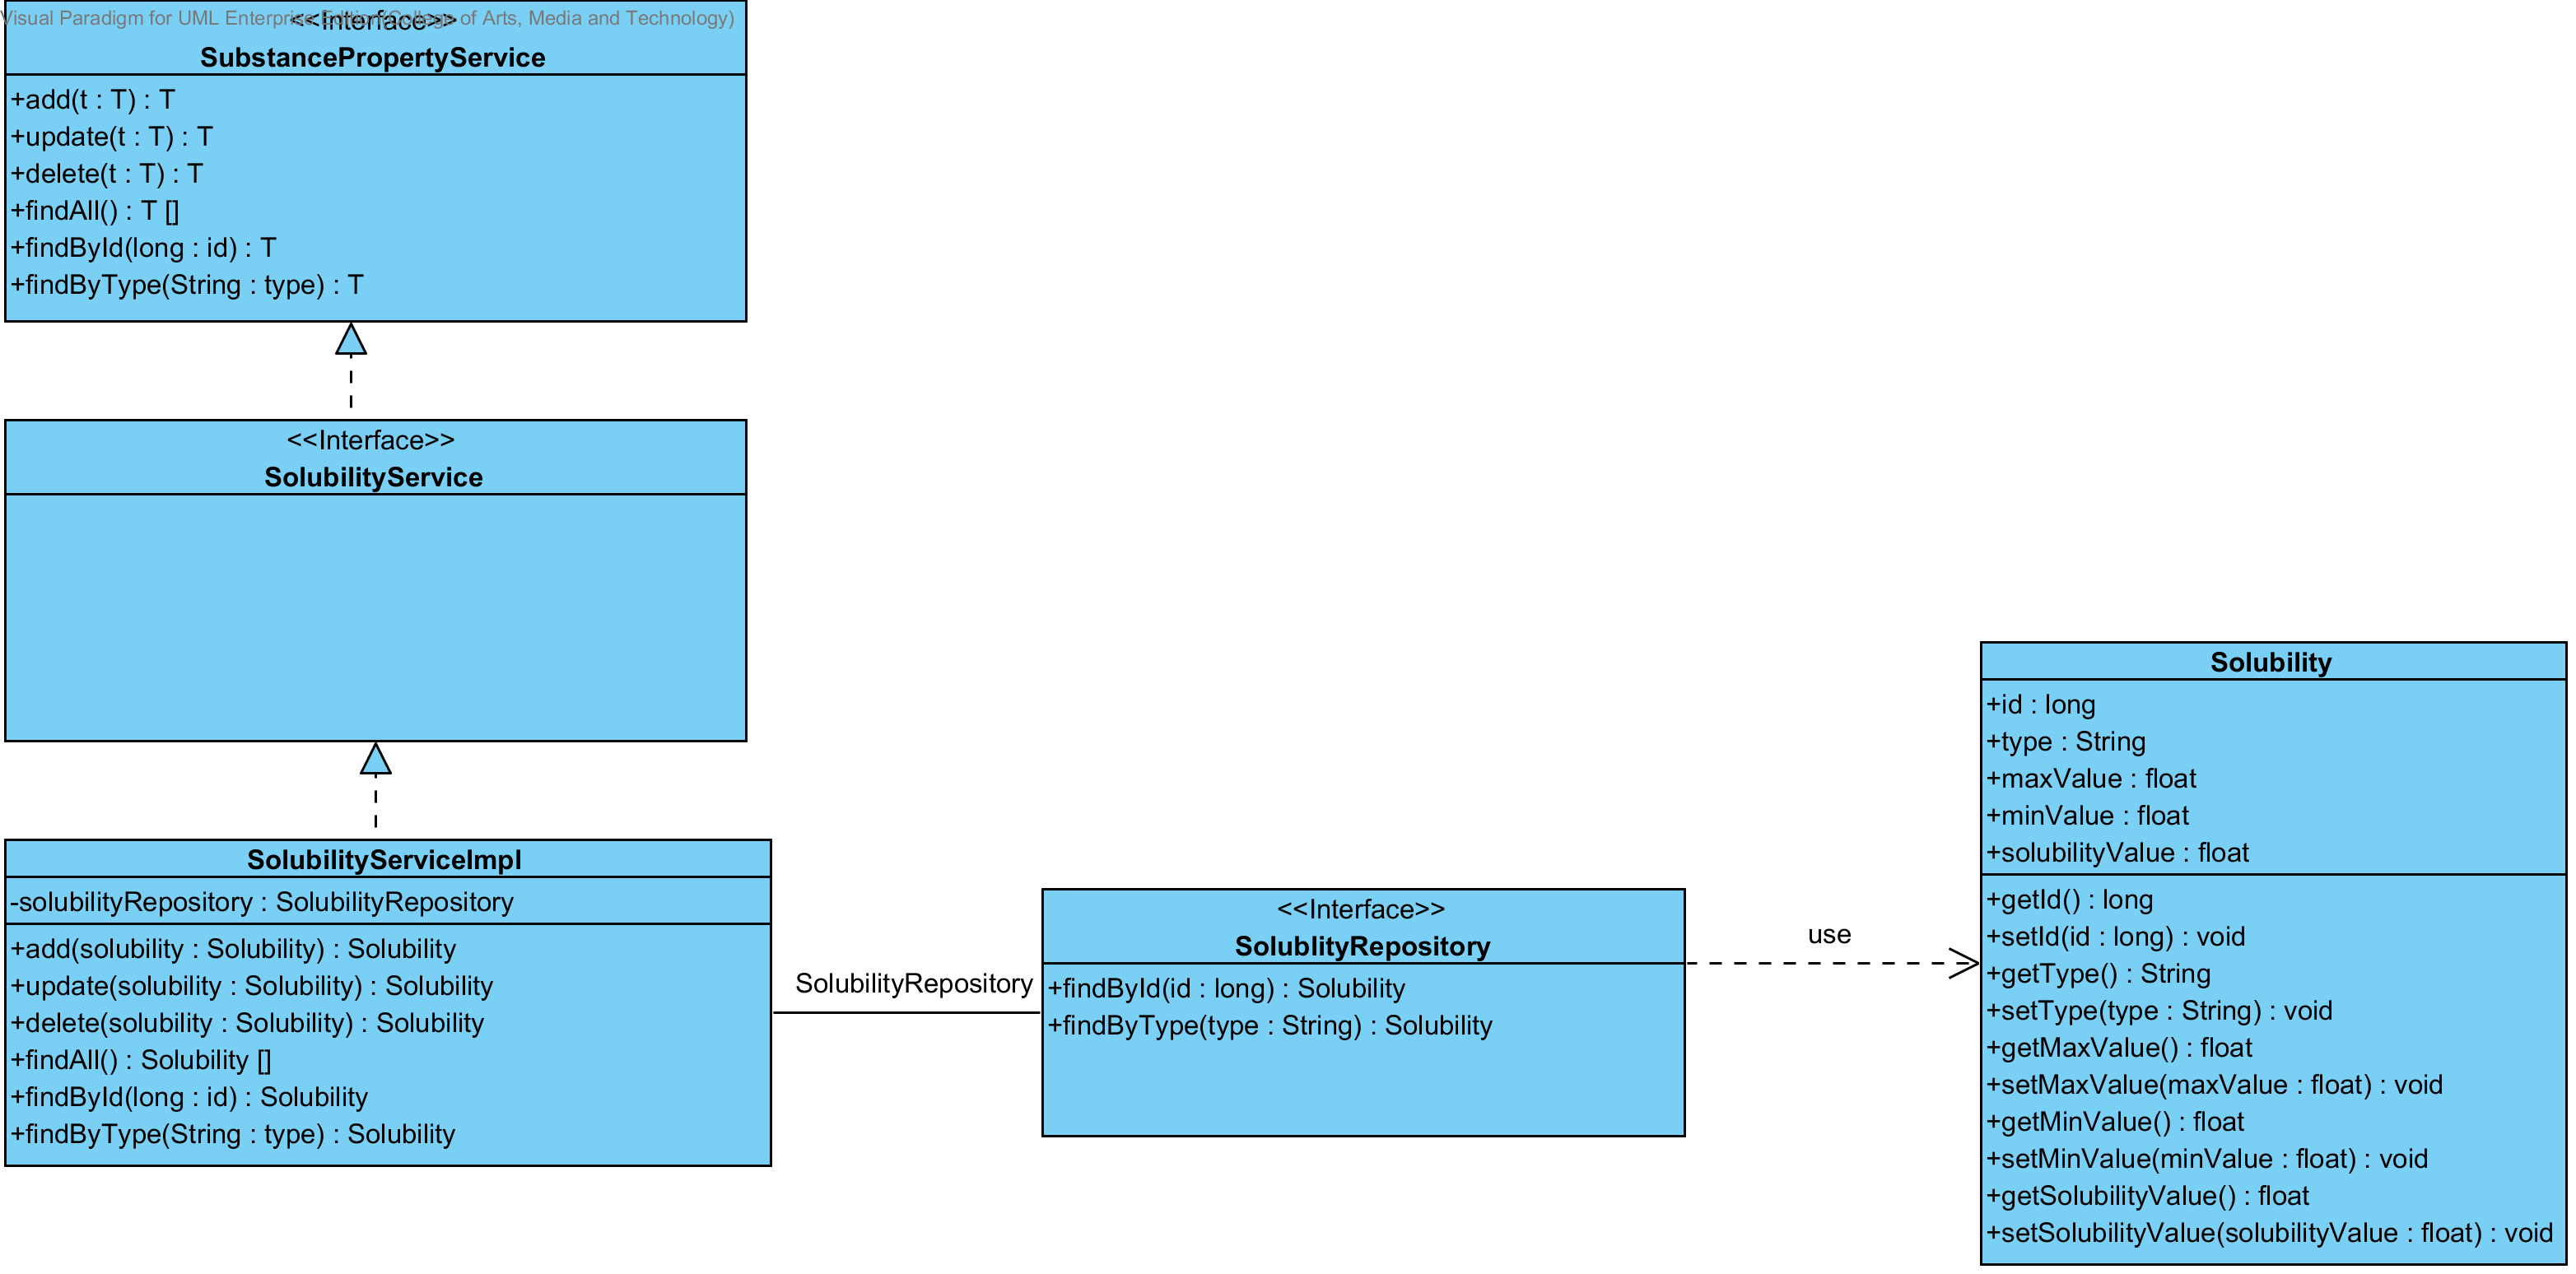 Visual Paradigm for UML Enterprise Edition(College of Arts, Media and Technology)
<<Interface>>
SubstancePropertyService
+add(t : T) : T
+update(t : T) : T
+delete(t : T) : T
+findAll() : T []
+findById(long : id) : T
+findByType(String : type) : T
<<Interface>>
SolubilityService
SolubilityServiceImpl
-solubilityRepository : SolubilityRepository
+add(solubility : Solubility) : Solubility
+update(solubility : Solubility) : Solubility
+delete(solubility : Solubility) : Solubility
+findAll() : Solubility []
+findById(long : id) : Solubility
+findByType(String : type) : Solubility
SolubilityRepository
<<Interface>>
SolublityRepository
+findById(id : long) : Solubility
+findByType(type : String) : Solubility
use
Solubility
+id : long
+type : String
+maxValue : float
+minValue : float
+solubilityValue : float
+getId() : long
+setId(id : long) : void
+getType() : String
+setType(type : String) : void
+getMaxValue() : float
+setMaxValue(maxValue : float) : void
+getMinValue() : float
+setMinValue(minValue : float) : void
+getSolubilityValue() : float
+setSolubilityValue(solubilityValue : float) : void